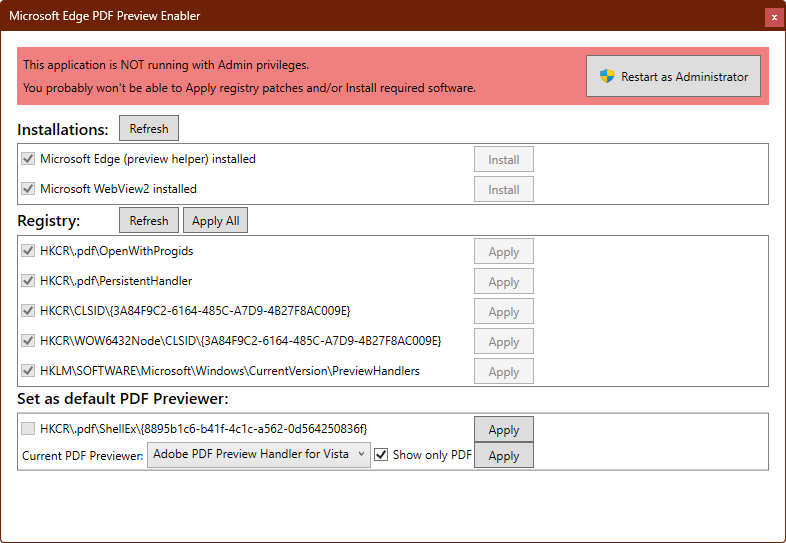 Microsoft Edge PDF Preview Enabler
x
This application is NOT running with Admin privileges.
You probably won't be able to Apply registry patches and/or Install required software.
Restart as Administrator
Installations: Refresh
Microsoft Edge (preview helper) installed Install
Microsoft WebView2 installed Install
Registry: Refresh Apply All
HKCR\.pdf\OpenWithProgids Apply
HKCR\.pdf\PersistentHandler Apply
HKCR\CLSID\{3A84F9C2-6164-485C-A7D9-4B27F8AC009E} Apply
HKCR\WOW6432Node\CLSID\{3A84F9C2-6164-485C-A7D9-4B27F8AC009E} Apply
HKLM\SOFTWARE\Microsoft\Windows\CurrentVersion\PreviewHandlers Apply
Set as default PDF Previewer:
HKCR\.pdf\ShellEx\{8895b1c6-b41f-4c1c-a562-0d564250836f} Apply
Current PDF Previewer: Adobe PDF Preview Handler for Vista Show only PDF Apply